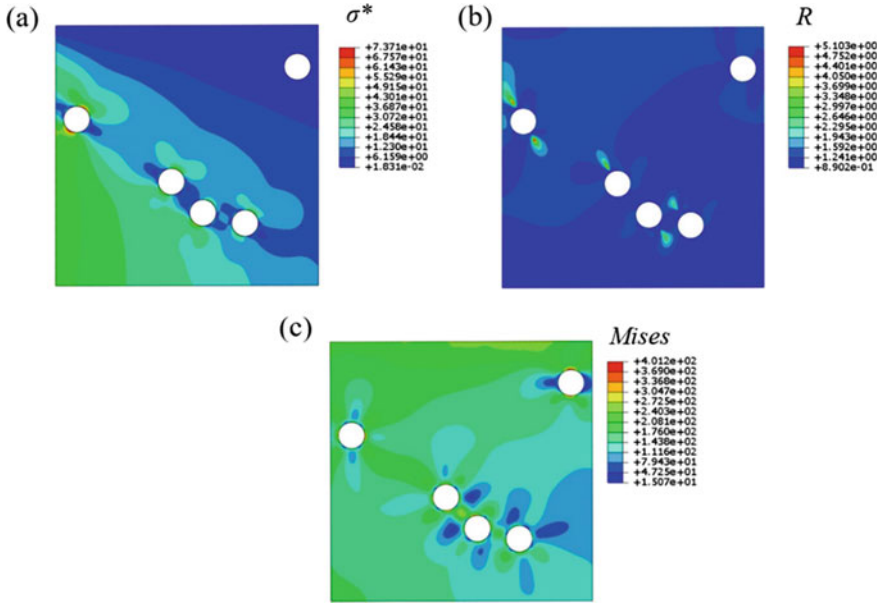 (a)
σ*
+7.371e+01
+6.757e+01
+6.143e+01
+5.529e+01
+4.915e+01
+4.301e+01
+3.687e+01
+3.072e+01
+2.458e+01
+1.844e+01
+1.230e+01
+6.159e+00
+1.831e-02
(b)
R
+5.103e+00
+4.752e+00
+4.401e+00
+4.050e+00
+3.699e+00
+3.348e+00
+2.997e+00
+2.646e+00
+2.295e+00
+1.943e+00
+1.592e+00
+1.241e+00
+8.902e-01
(c)
Mises
+4.012e+02
+3.690e+02
+3.368e+02
+3.047e+02
+2.725e+02
+2.403e+02
+2.081e+02
+1.760e+02
+1.438e+02
+1.116e+02
+7.943e+01
+4.725e+01
+1.507e+01